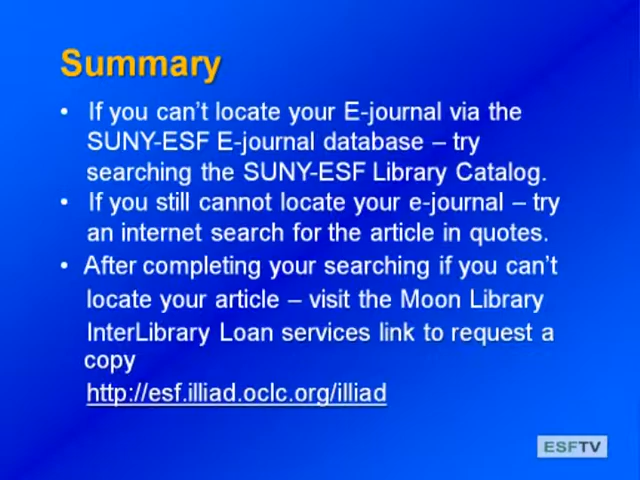 Summary
• If you can't locate your E-journal via the
SUNY-ESF E-journal database – try
searching the SUNY-ESF Library Catalog.
• If you still cannot locate your e-journal – try
an internet search for the article in quotes.
• After completing your searching if you can't
locate your article – visit the Moon Library
InterLibrary Loan services link to request a
copy
http://esf.illiad.oclc.org/illiad
ESFTV